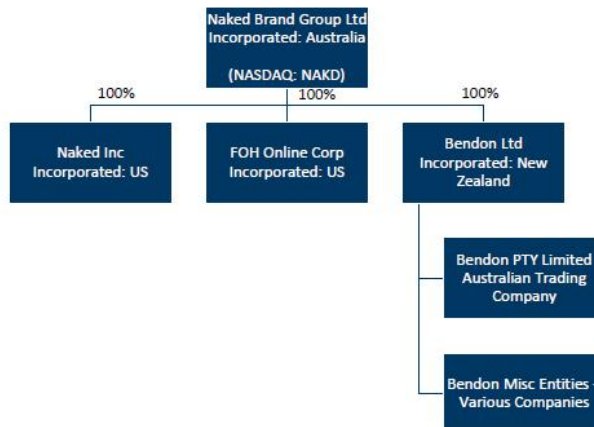 Naked Brand Group Ltd
Incorporated: Australia
(NASDAQ: NAKD)
100%
100%
100%
Naked Inc
Incorporated: US
FOH Online Corp
Incorporated: US
Bendon Ltd
Incorporated: New
Zealand
Bendon PTY Limited
Australian Trading
Company
Bendon Misc Entities -
Various Companies